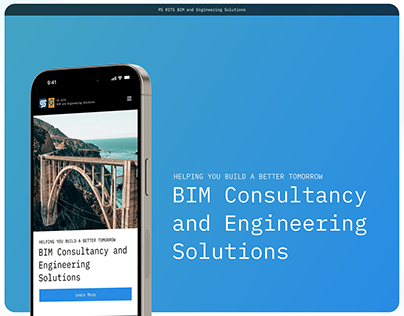 PS KITS BIM and Engineering Solutions
9:41
PS KITS
BIM and Engineering Solutions
HELPING YOU BUILD A BETTER TOMORROW
BIM Consultancy and
Engineering
Solutions
Learn More
HELPING YOU BUILD A BETTER TOMORROW
BIM Consultancy
and Engineering
Solutions